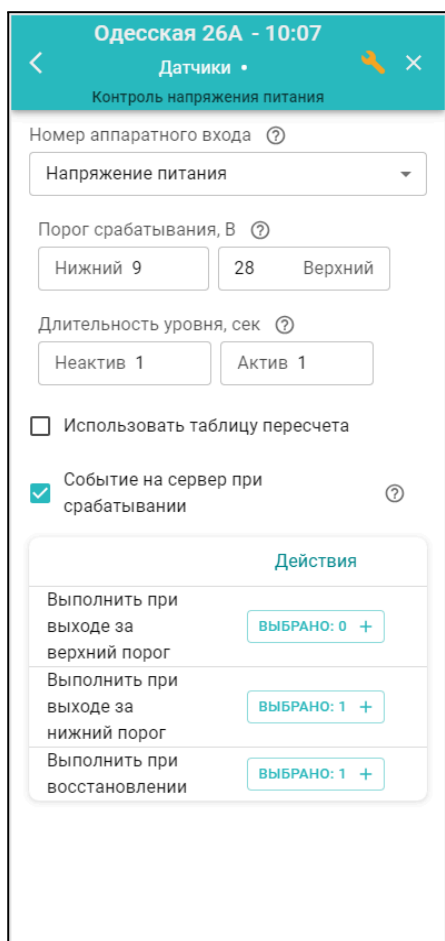 Одесская 26А - 10:07
Датчики •
Контроль напряжения питания
Номер аппаратного входа
Напряжение питания
Порог срабатывания, В
Нижний 9 28 Верхний
Длительность уровня, сек
Неактив 1 Актив 1
Использовать таблицу пересчета
Событие на сервер при
срабатывании
Действия
Выполнить при
выходе за
верхний порог
ВЫБРАНО: 0 +
Выполнить при
выходе за
нижний порог
ВЫБРАНО: 1 +
Выполнить при
восстановлении
ВЫБРАНО: 1 +